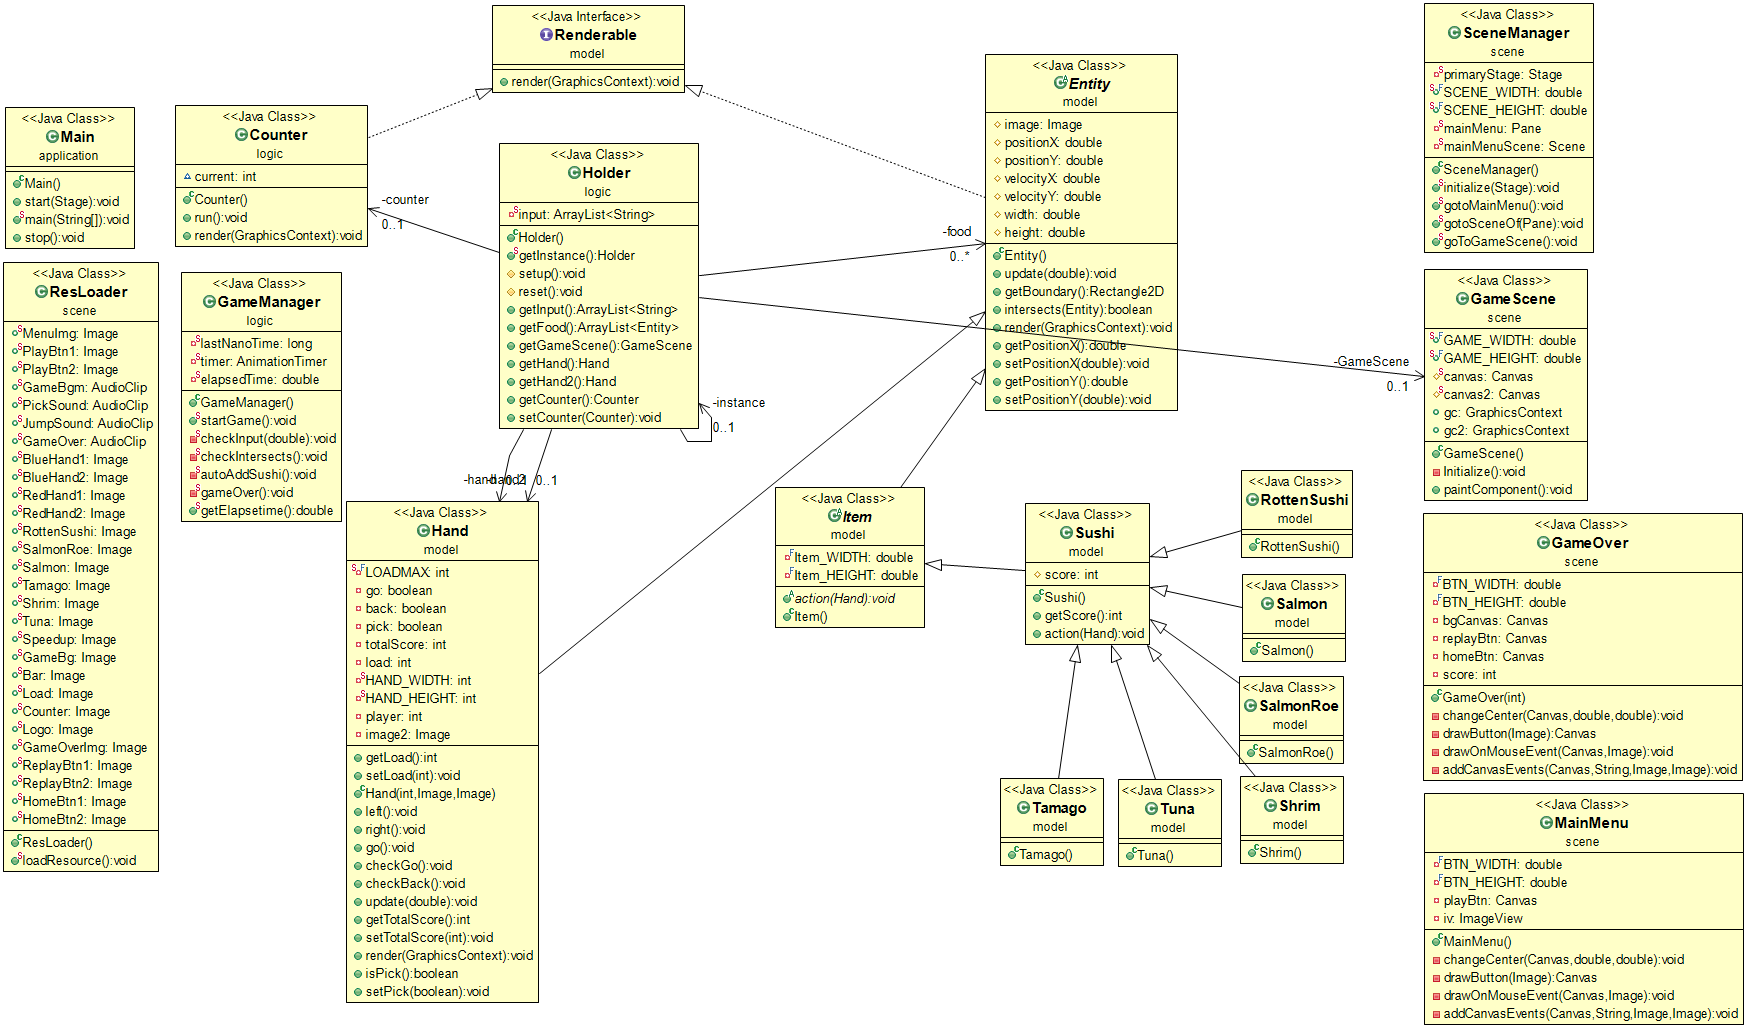 <<Java Interface>>
Renderable
model
render(GraphicsContext):void
<<Java Class>>
Main
application
Main()
start(Stage):void
main(String[]):void
stop():void
<<Java Class>>
Counter
logic
current: int
Counter()
run():void
render(GraphicsContext):void
<<Java Class>>
Holder
logic
input: ArrayList<String>
Holder()
getInstance():Holder
setup():void
reset():void
getInput():ArrayList<String>
getFood():ArrayList<Entity>
getGameScene():GameScene
getHand():Hand
getHand2():Hand
getCounter():Counter
setCounter(Counter):void
-counter
0..1
-food
0..*
-GameScene
0..1
-instance
0..1
-hand2
0..1
0..1
<<Java Class>>
Entity
model
image: Image
positionX: double
positionY: double
velocityX: double
velocityY: double
width: double
height: double
Entity()
update(double):void
getBoundary():Rectangle2D
intersects(Entity):boolean
render(GraphicsContext):void
getPositionX():double
setPositionX(double):void
getPositionY():double
setPositionY(double):void
<<Java Class>>
SceneManager
scene
primaryStage: Stage
SCENE_WIDTH: double
SCENE_HEIGHT: double
mainMenu: Pane
mainMenuScene: Scene
SceneManager()
initialize(Stage):void
gotoMainMenu():void
gotoSceneOf(Pane):void
goToGameScene():void
<<Java Class>>
ResLoader
scene
MenuImg: Image
PlayBtn1: Image
PlayBtn2: Image
GameBgm: AudioClip
PickSound: AudioClip
JumpSound: AudioClip
GameOver: AudioClip
BlueHand1: Image
BlueHand2: Image
RedHand1: Image
RedHand2: Image
RottenSushi: Image
SalmonRoe: Image
Salmon: Image
Tamago: Image
Shrim: Image
Tuna: Image
Speedup: Image
GameBg: Image
Bar: Image
Load: Image
Counter: Image
Logo: Image
GameOverImg: Image
ReplayBtn1: Image
ReplayBtn2: Image
HomeBtn1: Image
HomeBtn2: Image
ResLoader()
loadResource():void
<<Java Class>>
GameManager
logic
lastNanoTime: long
timer: AnimationTimer
elapsedTime: double
GameManager()
startGame():void
checkInput(double):void
checkIntersects():void
autoAddSushi():void
gameOver():void
getElapsetime():double
<<Java Class>>
GameScene
scene
GAME_WIDTH: double
GAME_HEIGHT: double
canvas: Canvas
canvas2: Canvas
gc: GraphicsContext
gc2: GraphicsContext
GameScene()
Initialize():void
paintComponent():void
<<Java Class>>
Hand
model
LOADMAX: int
go: boolean
back: boolean
pick: boolean
totalScore: int
load: int
HAND_WIDTH: int
HAND_HEIGHT: int
player: int
image2: Image
getLoad():int
setLoad(int):void
Hand(int,Image,Image)
left():void
right():void
go():void
checkGo():void
checkBack():void
update(double):void
getTotalScore():int
setTotalScore(int):void
render(GraphicsContext):void
isPick():boolean
setPick(boolean):void
<<Java Class>>
Item
model
Item_WIDTH: double
Item_HEIGHT: double
action(Hand):void
Item()
<<Java Class>>
Sushi
model
score: int
Sushi()
getScore():int
action(Hand):void
<<Java Class>>
RottenSushi
model
RottenSushi()
<<Java Class>>
Salmon
model
Salmon()
<<Java Class>>
SalmonRoe
model
SalmonRoe()
<<Java Class>>
Tamago
model
Tamago()
<<Java Class>>
Tuna
model
Tuna()
<<Java Class>>
Shrim
model
Shrim()
<<Java Class>>
GameOver
scene
BTN_WIDTH: double
BTN_HEIGHT: double
bgCanvas: Canvas
replayBtn: Canvas
homeBtn: Canvas
score: int
GameOver(int)
changeCenter(Canvas,double,double):void
drawButton(Image):Canvas
drawOnMouseEvent(Canvas,Image):void
addCanvasEvents(Canvas,String,Image,Image):void
<<Java Class>>
MainMenu
scene
BTN_WIDTH: double
BTN_HEIGHT: double
playBtn: Canvas
iv: ImageView
MainMenu()
changeCenter(Canvas,double,double):void
drawButton(Image):Canvas
drawOnMouseEvent(Canvas,Image):void
addCanvasEvents(Canvas,String,Image,Image):void